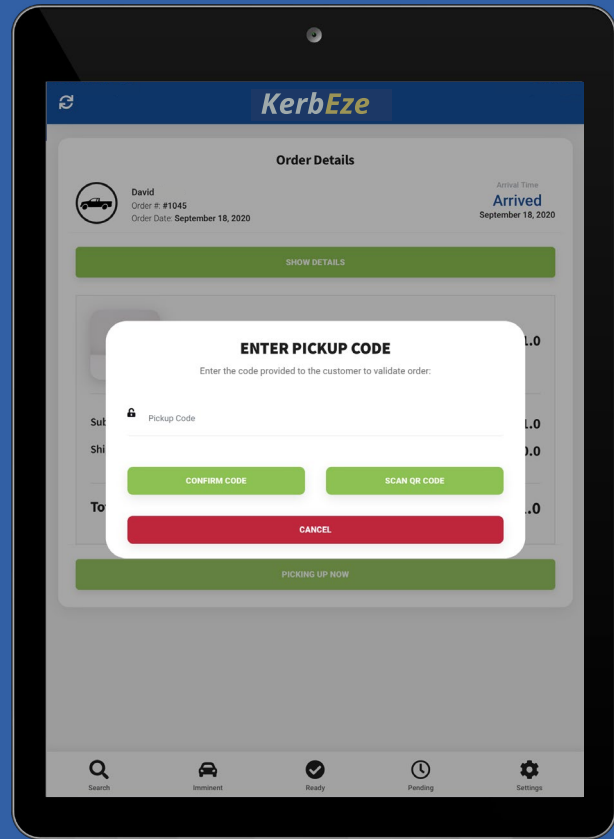 KerbEze
Order Details
David
Order #: #1045
Order Date: September 18, 2020
Arrival Time
Arrived
September 18, 2020
SHOW DETAILS
ENTER PICKUP CODE
Enter the code provided to the customer to validate order:
Pickup Code
CONFIRM CODE
SCAN QR CODE
CANCEL
PICKING UP NOW
Search
Imminent
Ready
Pending
Settings